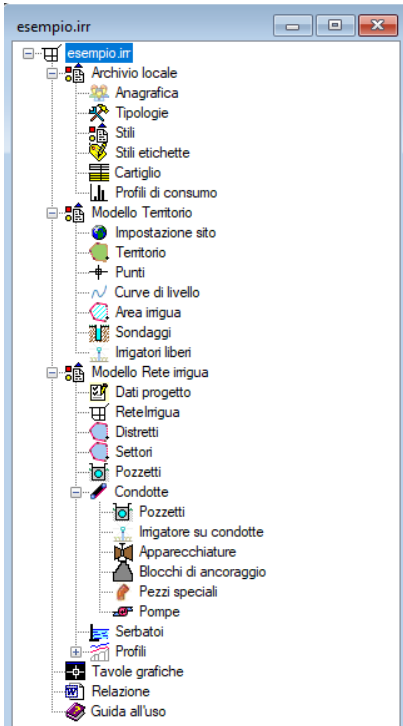 esempio.irr
esempio.irr
Archivio locale
Anagrafica
Tipologie
Stili
Stili etichette
Cartiglio
Profili di consumo
Modello Territorio
Impostazione sito
Territorio
Punti
Curve di livello
Area irrigua
Sondaggi
Irrigatori liberi
Modello Rete irrigua
Dati progetto
ReteIrrigua
Distretti
Settori
Pozzetti
Condotte
Pozzetti
Irrigatore su condotte
Apparecchiature
Blocchi di ancoraggio
Pezzi speciali
Pompe
Serbatoi
Profili
Tavole grafiche
Relazione
Guida all'uso